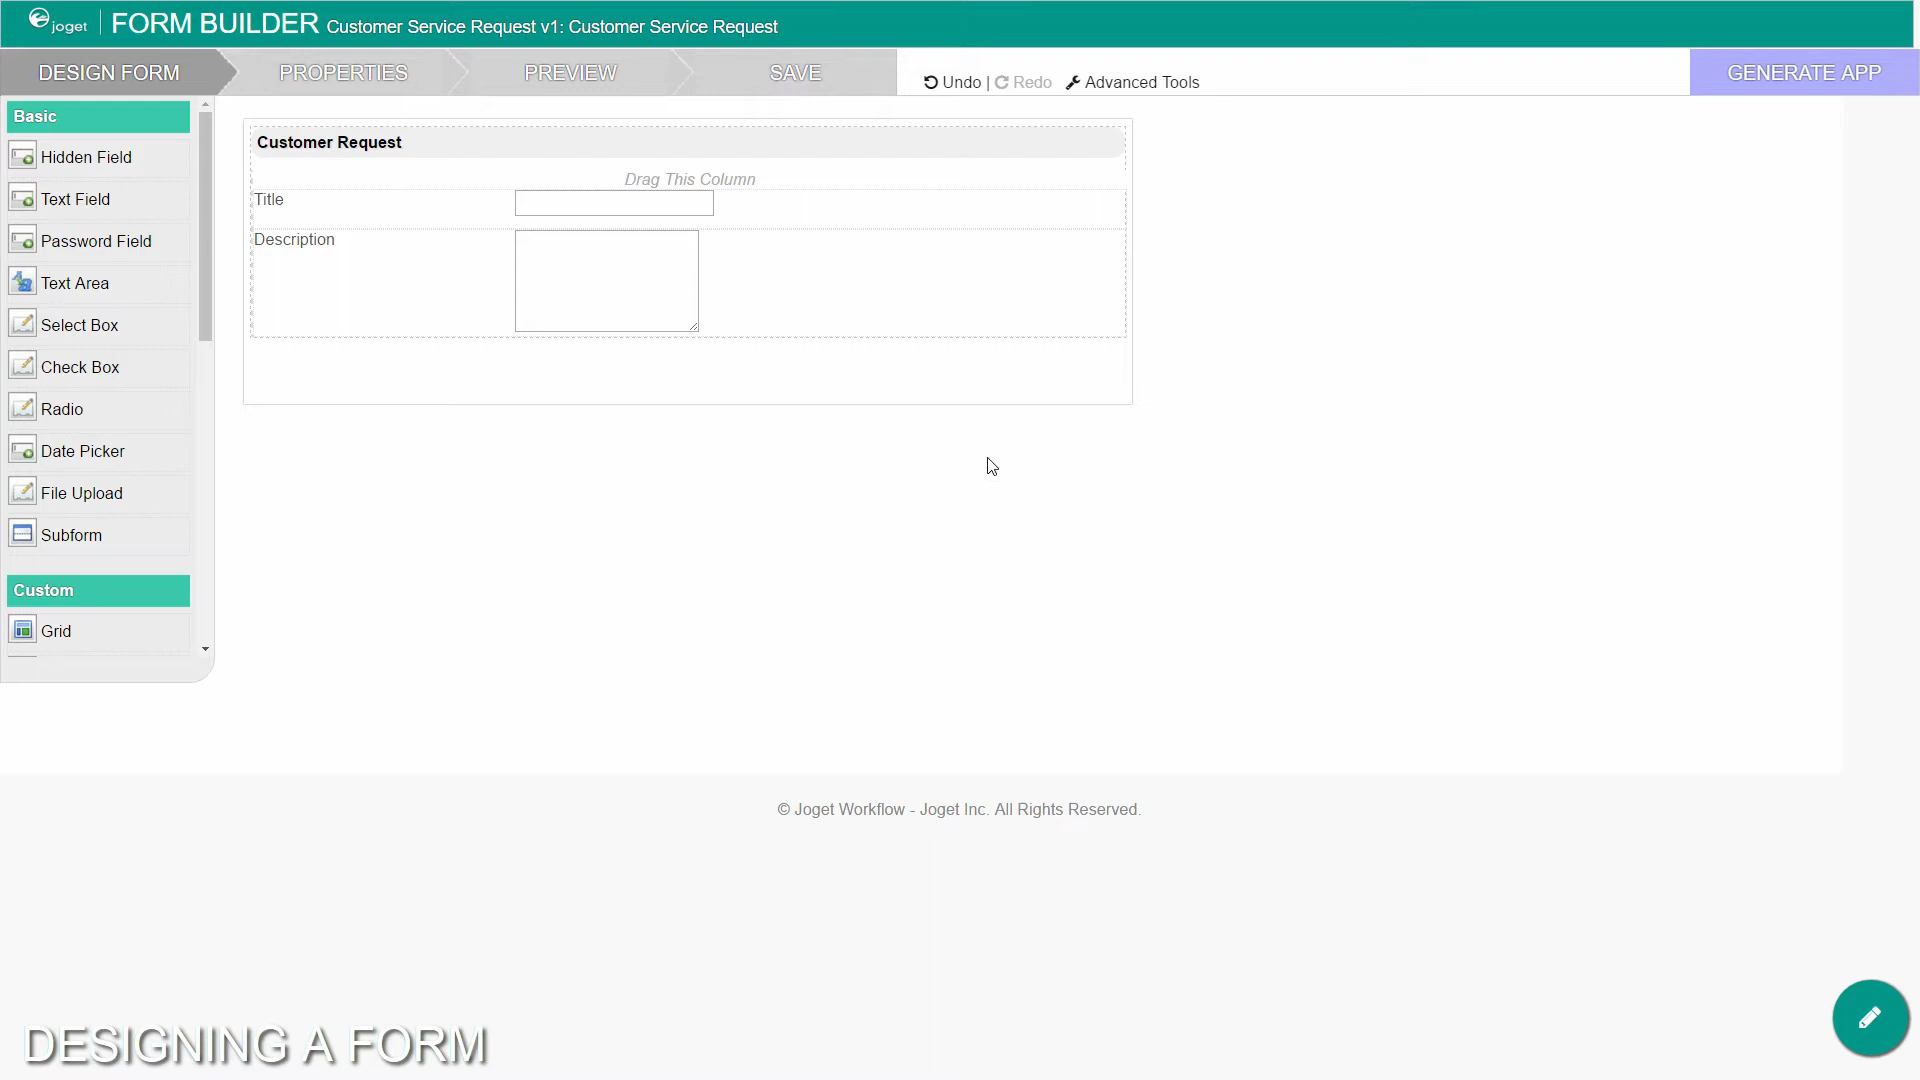 joget | FORM BUILDER Customer Service Request v1: Customer Service Request
DESIGN FORM
PROPERTIES
PREVIEW
SAVE
Undo | Redo Advanced Tools
GENERATE APP
Basic
Hidden Field
Text Field
Password Field
Text Area
Select Box
Check Box
Radio
Date Picker
File Upload
Subform
Custom
Grid
Customer Request
Drag This Column
Title
Description
© Joget Workflow - Joget Inc. All Rights Reserved.
DESIGNING A FORM